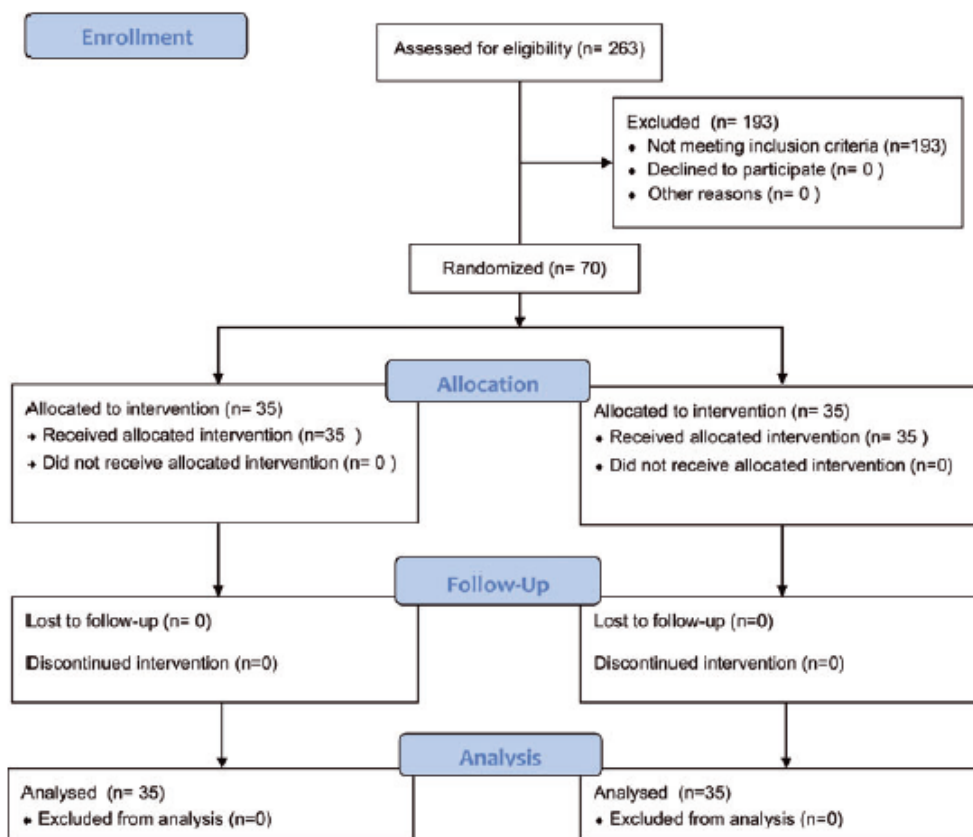 Enrollment
Assessed for eligibility (n= 263)
Excluded (n= 193)
• Not meeting inclusion criteria (n=193)
• Declined to participate (n= 0 )
• Other reasons (n= 0 )
Randomized (n= 70)
Allocation
Allocated to intervention (n= 35)
• Received allocated intervention (n=35 )
• Did not receive allocated intervention (n= 0 )
Allocated to intervention (n= 35)
• Received allocated intervention (n= 35 )
• Did not receive allocated intervention (n=0)
Follow-Up
Lost to follow-up (n= 0)
Discontinued intervention (n=0)
Lost to follow-up (n=0)
Discontinued intervention (n=0)
Analysis
Analysed (n= 35)
• Excluded from analysis (n=0)
Analysed (n=35)
• Excluded from analysis (n=0)